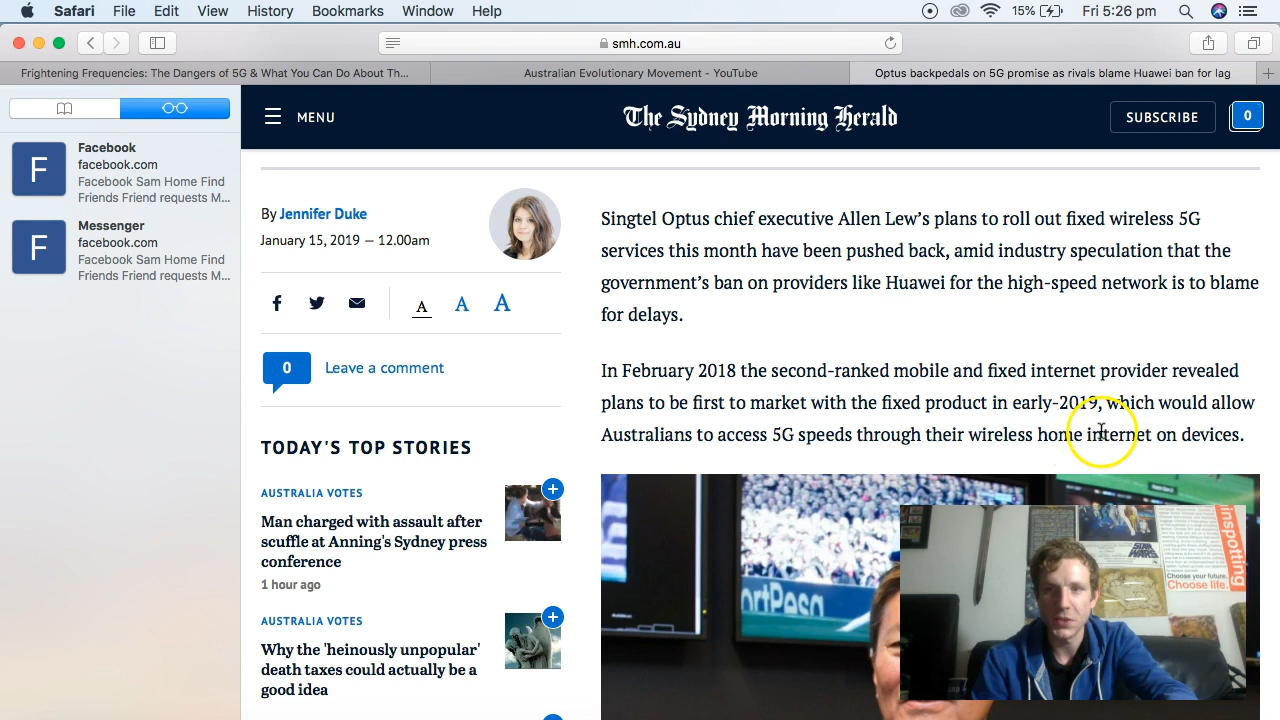 Safari File Edit View History Bookmarks Window Help
15% Fri 5:26 pm
smh.com.au
Frightening Frequencies: The Dangers of 5G & What You Can Do About Th...
Australian Evolutionary Movement - YouTube
Optus backpedals on 5G promise as rivals blame Huawei ban for lag
MENU
The Sydney Morning Herald
SUBSCRIBE
0
F
Facebook
facebook.com
Facebook Sam Home Find
Friends Friend requests M...
F
Messenger
facebook.com
Facebook Sam Home Find
Friends Friend requests M...
By Jennifer Duke
January 15, 2019 — 12.00am
A A A
0
Leave a comment
TODAY'S TOP STORIES
AUSTRALIA VOTES
Man charged with assault after
scuffle at Anning's Sydney press
conference
1 hour ago
AUSTRALIA VOTES
Why the 'heinously unpopular'
death taxes could actually be a
good idea
Singtel Optus chief executive Allen Lew's plans to roll out fixed wireless 5G
services this month have been pushed back, amid industry speculation that the
government's ban on providers like Huawei for the high-speed network is to blame
for delays.
In February 2018 the second-ranked mobile and fixed internet provider revealed
plans to be first to market with the fixed product in early-2019, which would allow
Australians to access 5G speeds through their wireless home internet on devices.
ortPesa
STAR
WARS
inspotting
Choose your future.
Choose life.